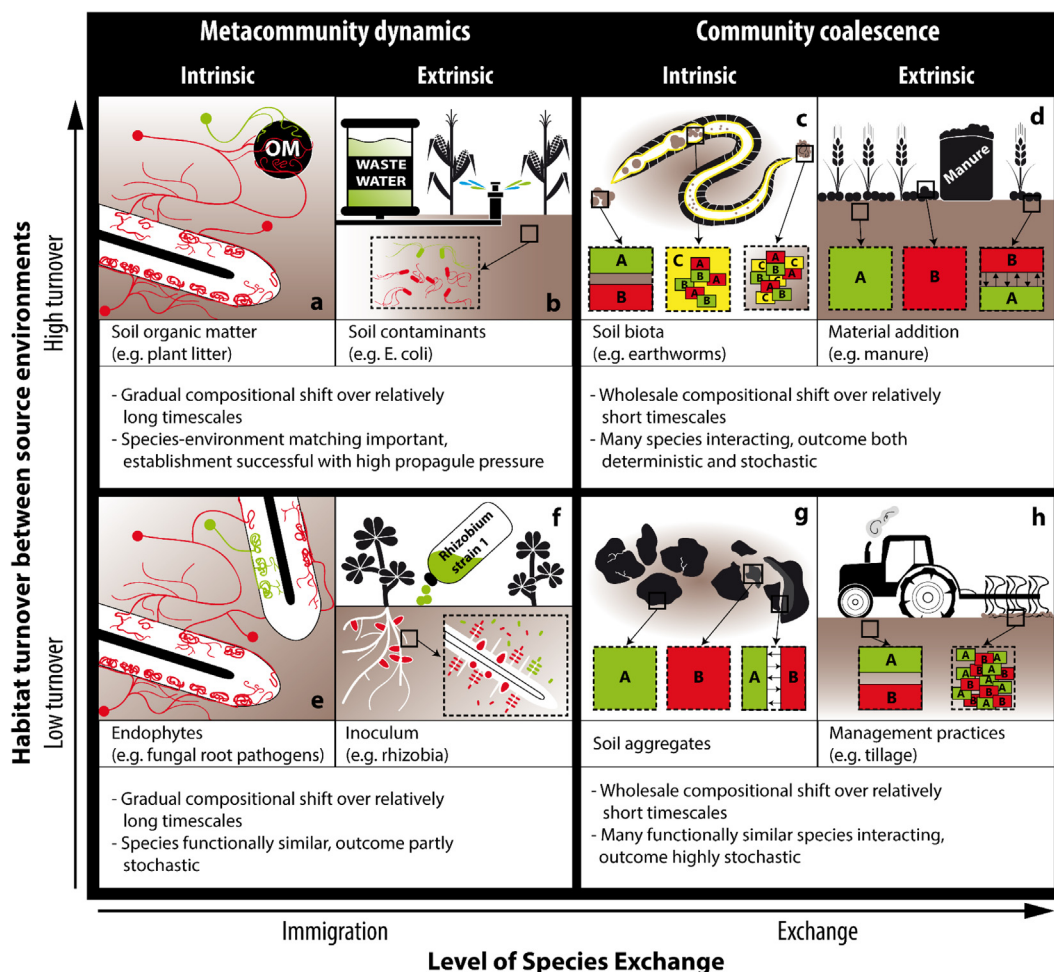 Metacommunity dynamics
Community coalescence
Intrinsic
Extrinsic
Intrinsic
Extrinsic
Habitat turnover between source environments
High turnover
Low turnover
OM
a
WASTE
WATER
b
c
A
B
C
A
B
A
B
A
B
C
A
C
B
A
C
A
C
B
B
d
Manure
A
B
B
A
Soil organic matter
(e.g. plant litter)
Soil contaminants
(e.g. E. coli)
Soil biota
(e.g. earthworms)
Material addition
(e.g. manure)
- Gradual compositional shift over relatively
long timescales
- Species-environment matching important,
establishment successful with high propagule pressure
- Wholesale compositional shift over relatively
short timescales
- Many species interacting, outcome both
deterministic and stochastic
e
f
Rhizobium
strain 1
g
A
B
A
B
h
A
B
A
B
A
B
A
B
A
B
A
B
A
B
A
Endophytes
(e.g. fungal root pathogens)
Inoculum
(e.g. rhizobia)
Soil aggregates
Management practices
(e.g. tillage)
- Gradual compositional shift over relatively
long timescales
- Species functionally similar, outcome partly
stochastic
- Wholesale compositional shift over relatively
short timescales
- Many functionally similar species interacting,
outcome highly stochastic
Immigration
Exchange
Level of Species Exchange